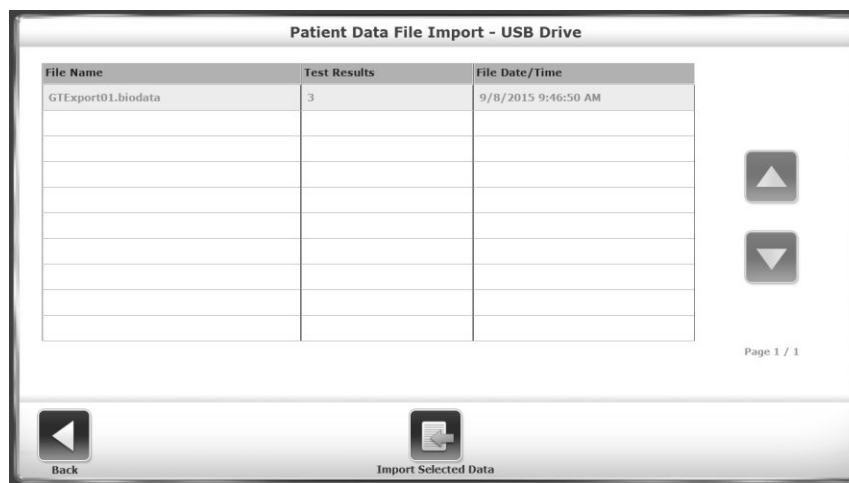 Patient Data File Import - USB Drive
File Name Test Results File Date/Time
GTExport01.biodata 3 9/8/2015 9:46:50 AM
Page 1 / 1
Back Import Selected Data